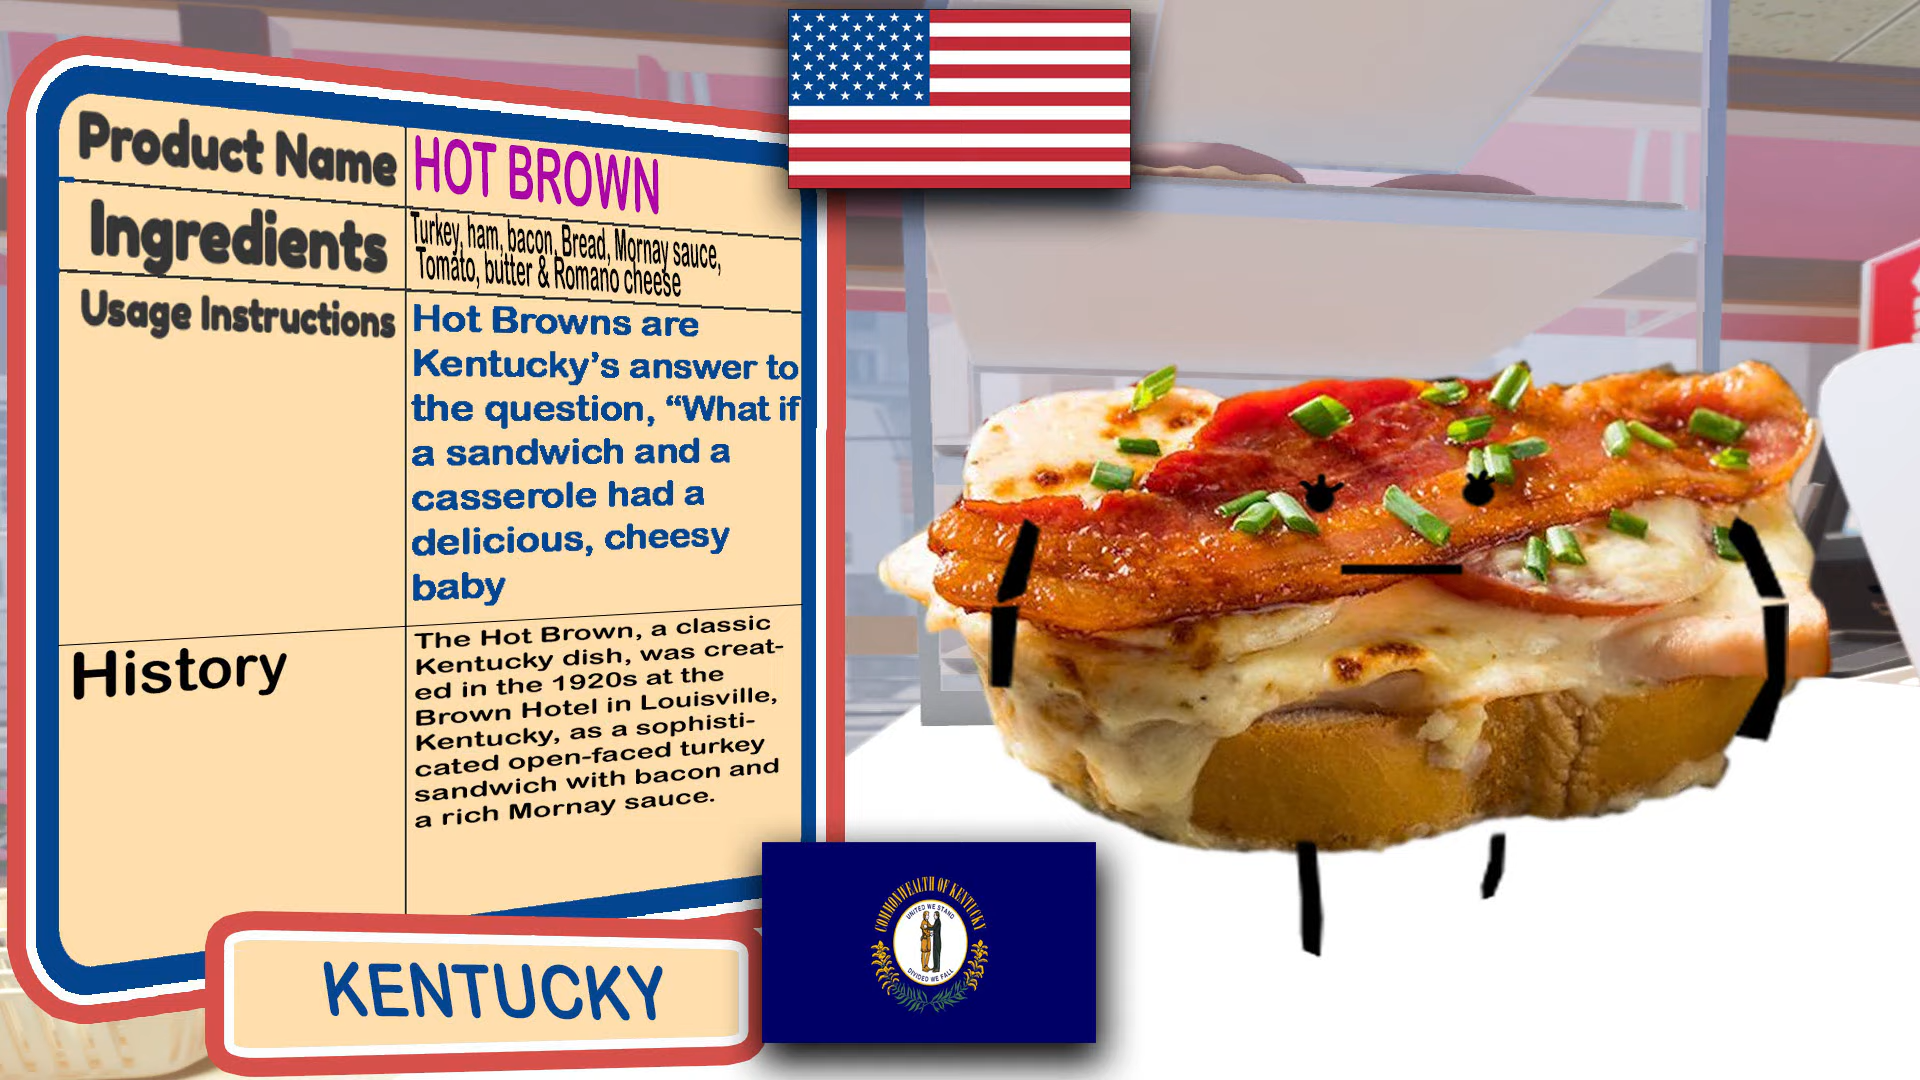 Product Name
HOT BROWN
Ingredients
Turkey, ham, bacon, Bread, Mornay sauce,
Tomato, butter & Romano cheese
Usage Instructions
Hot Browns are
Kentucky’s answer to
the question, “What if
a sandwich and a
casserole had a
delicious, cheesy
baby
History
The Hot Brown, a classic
Kentucky dish, was creat-
ed in the 1920s at the
Brown Hotel in Louisville,
Kentucky, as a sophisti-
cated open-faced turkey
sandwich with bacon and
a rich Mornay sauce.
KENTUCKY
COMMONWEALTH OF KENTUCKY
UNITED WE STAND
DIVIDED WE FALL